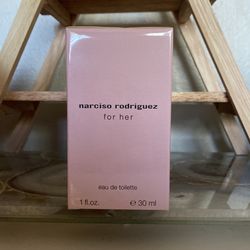 narciso rodriguez
for her
eau de toilette
1 fl.oz. ℮ 30 ml